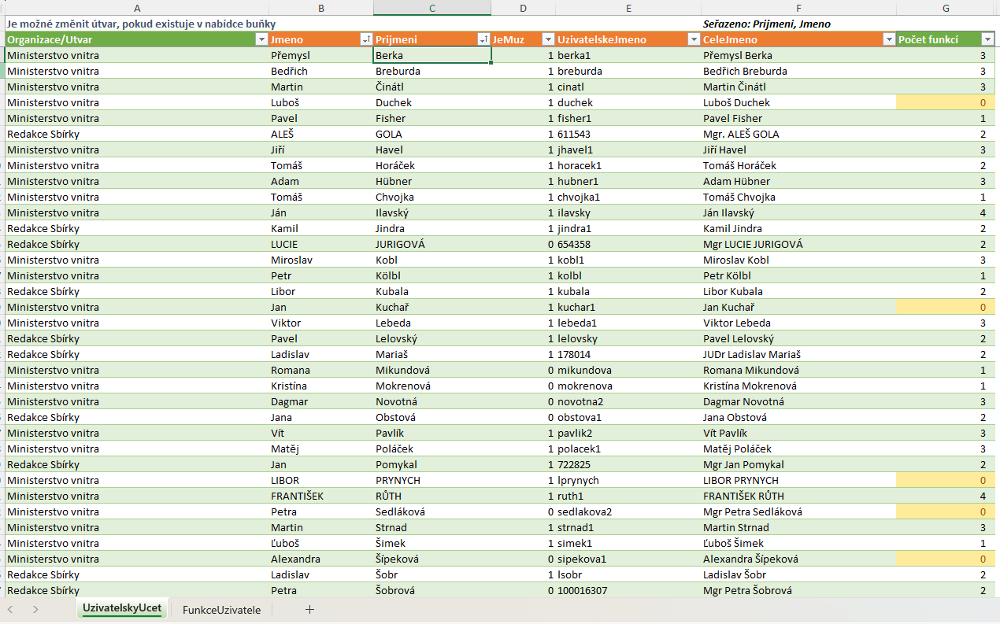 A B C D E F G
Je možné změnit útvar, pokud existuje v nabídce buňky Seřazeno: Prijmeni, Jmeno
Organizace/Utvar Jmeno Prijmeni JeMuz UzivatelskeJmeno CeleJmeno Počet funkcí
Ministerstvo vnitra Přemysl Berka 1 berka1 Přemysl Berka 3
Ministerstvo vnitra Bedřich Breburda 1 breburda Bedřich Breburda 3
Ministerstvo vnitra Martin Činátl 1 cinatl Martin Činátl 3
Ministerstvo vnitra Luboš Duchek 1 duchek Luboš Duchek 0
Ministerstvo vnitra Pavel Fisher 1 fisher1 Pavel Fisher 1
Redakce Sbírky ALEŠ GOLA 1 611543 Mgr. ALEŠ GOLA 2
Ministerstvo vnitra Jiří Havel 1 jhavel1 Jiří Havel 3
Ministerstvo vnitra Tomáš Horáček 1 horacek1 Tomáš Horáček 2
Ministerstvo vnitra Adam Hübner 1 hubner1 Adam Hübner 3
Ministerstvo vnitra Tomáš Chvojka 1 chvojka1 Tomáš Chvojka 1
Ministerstvo vnitra Ján Ilavský 1 ilavsky Ján Ilavský 4
Redakce Sbírky Kamil Jindra 1 jindra1 Kamil Jindra 2
Redakce Sbírky LUCIE JURIGOVÁ 0 654358 Mgr LUCIE JURIGOVÁ 2
Ministerstvo vnitra Miroslav Kobl 1 kobl1 Miroslav Kobl 3
Ministerstvo vnitra Petr Kölbl 1 kolbl Petr Kölbl 1
Redakce Sbírky Libor Kubala 1 kubala Libor Kubala 2
Ministerstvo vnitra Jan Kuchař 1 kuchar1 Jan Kuchař 0
Ministerstvo vnitra Viktor Lebeda 1 lebeda1 Viktor Lebeda 3
Redakce Sbírky Pavel Lelovský 1 lelovsky Pavel Lelovský 2
Redakce Sbírky Ladislav Mariaš 1 178014 JUDr Ladislav Mariaš 2
Ministerstvo vnitra Romana Mikundová 0 mikundova Romana Mikundová 1
Ministerstvo vnitra Kristína Mokrenová 0 mokrenova Kristína Mokrenová 1
Ministerstvo vnitra Dagmar Novotná 0 novotna2 Dagmar Novotná 3
Redakce Sbírky Jana Obstová 0 obstova1 Jana Obstová 2
Ministerstvo vnitra Vít Pavlík 1 pavlik2 Vít Pavlík 3
Ministerstvo vnitra Matěj Poláček 1 polacek1 Matěj Poláček 3
Redakce Sbírky Jan Pomykal 1 722825 Mgr Jan Pomykal 2
Ministerstvo vnitra LIBOR PRYNYCH 1 lprynych LIBOR PRYNYCH 0
Ministerstvo vnitra FRANTIŠEK RŮTH 1 ruth1 FRANTIŠEK RŮTH 4
Ministerstvo vnitra Petra Sedláková 0 sedlakova2 Mgr Petra Sedláková 0
Ministerstvo vnitra Martin Strnad 1 strnad1 Martin Strnad 3
Ministerstvo vnitra Ľuboš Šimek 1 simek1 Ľuboš Šimek 1
Ministerstvo vnitra Alexandra Šípeková 0 sipekova1 Alexandra Šípeková 0
Redakce Sbírky Ladislav Šobr 1 lsobr Ladislav Šobr 2
Redakce Sbírky Petra Šobrová 0 100016307 Mgr Petra Šobrová 2
UzivatelskyUcet FunkceUzivatele